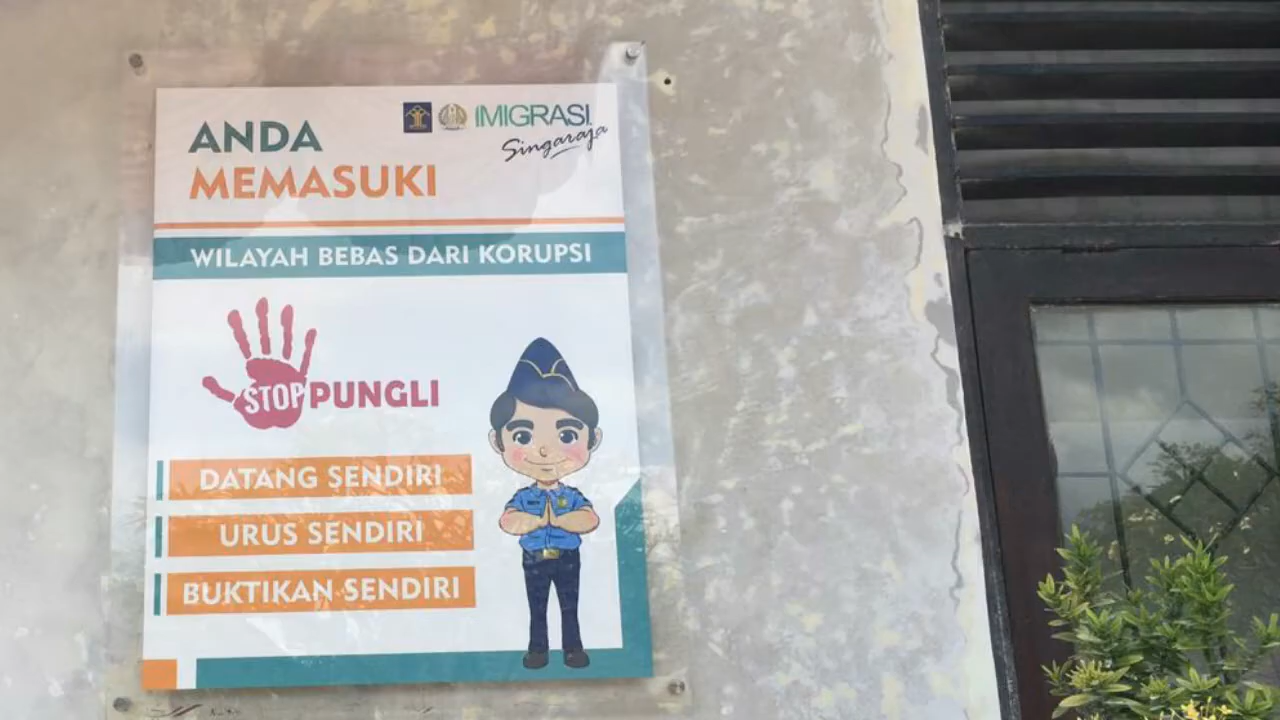 ANDA
MEMASUKI
IMIGRASI
Singaraja
WILAYAH BEBAS DARI KORUPSI
STOP PUNGLI
DATANG SENDIRI
URUS SENDIRI
BUKTIKAN SENDIRI